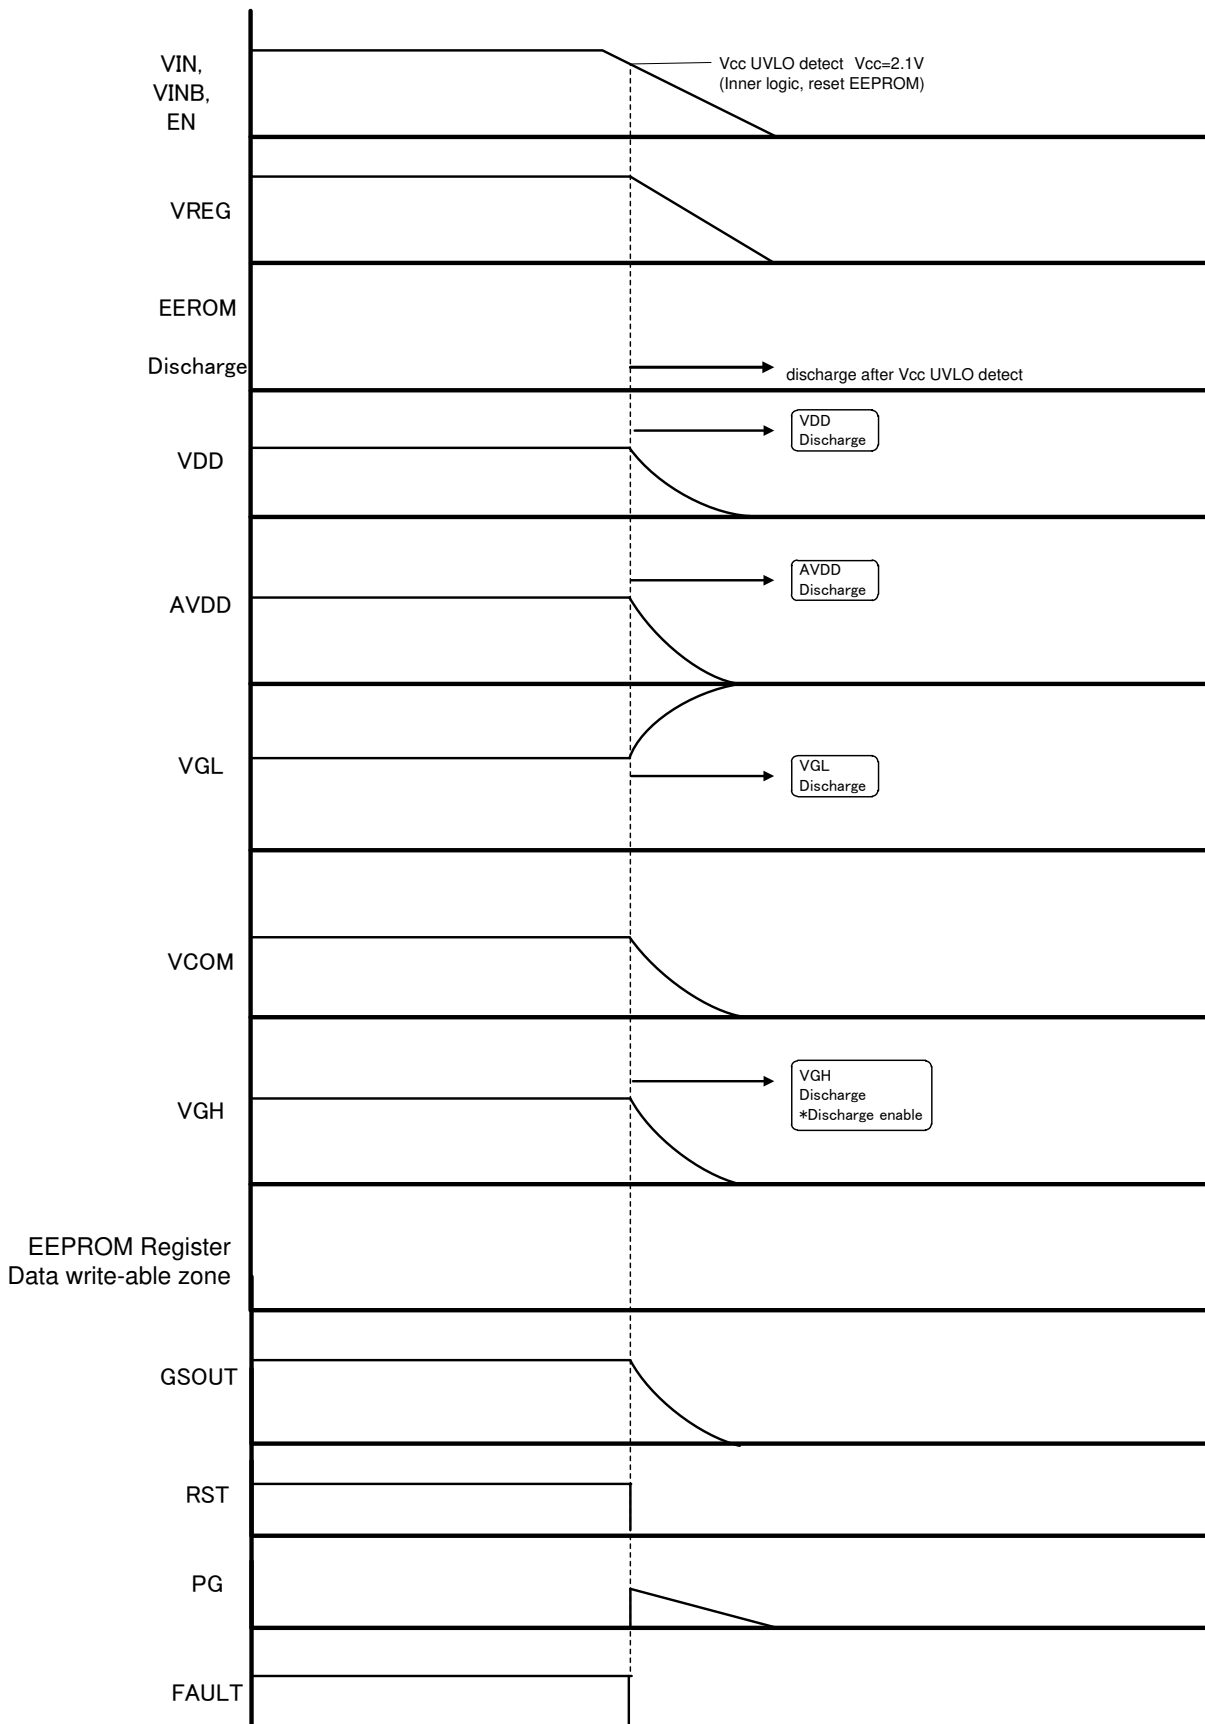 VIN,
VINB,
EN
Vcc UVLO detect Vcc=2.1V
(Inner logic, reset EEPROM)
VREG
EEROM
Discharge
discharge after Vcc UVLO detect
VDD
Discharge
VDD
AVDD
Discharge
AVDD
VGL
VGL
Discharge
VCOM
VGH
Discharge
*Discharge enable
VGH
EEPROM Register
Data write-able zone
GSOUT
RST
PG
FAULT